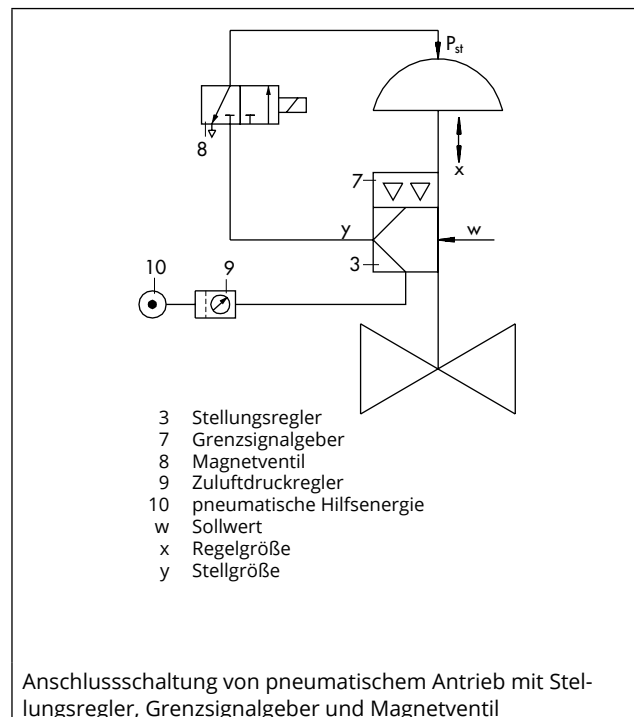 P_st
8
x
7
y
w
3
10
9
3 Stellungsregler
7 Grenzsignalgeber
8 Magnetventil
9 Zuluftdruckregler
10 pneumatische Hilfsenergie
w Sollwert
x Regelgröße
y Stellgröße
Anschlussschaltung von pneumatischem Antrieb mit Stel-
lungsregler, Grenzsignalgeber und Magnetventil